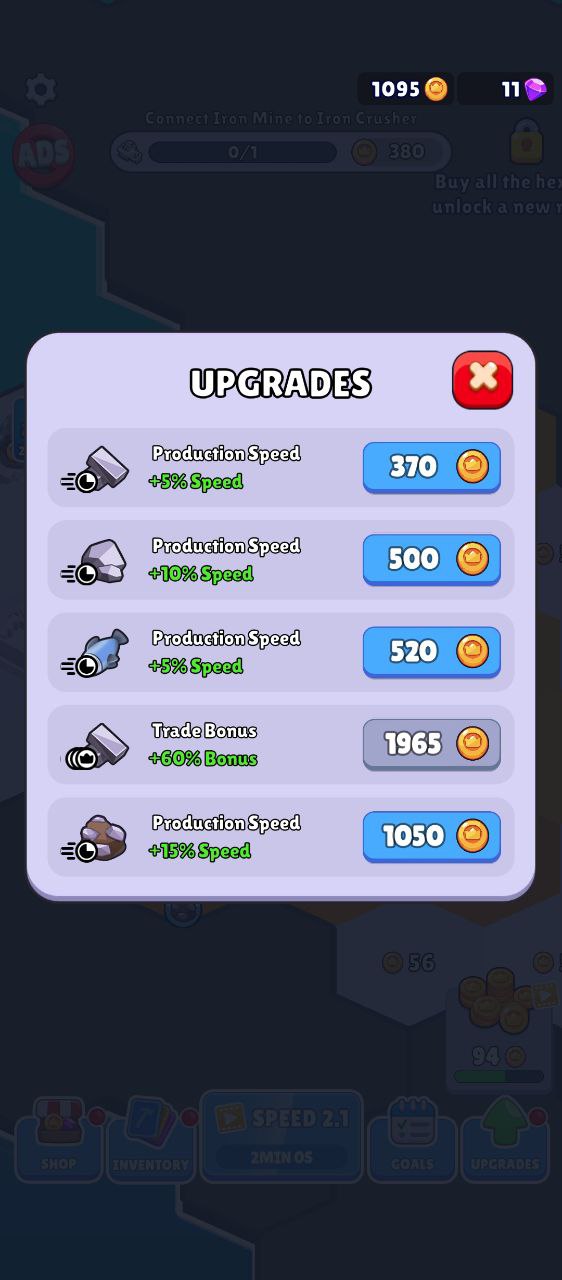 1095
11
Connect Iron Mine to Iron Crusher
ADS
0/1
380
Buy all the hex
unlock a new
UPGRADES
Production Speed
+5% Speed
370
Production Speed
+10% Speed
500
Production Speed
+5% Speed
520
Trade Bonus
+60% Bonus
1965
Production Speed
+15% Speed
1050
56
94
SPEED 2.1
2MIN 0S
SHOP
INVENTORY
GOALS
UPGRADES